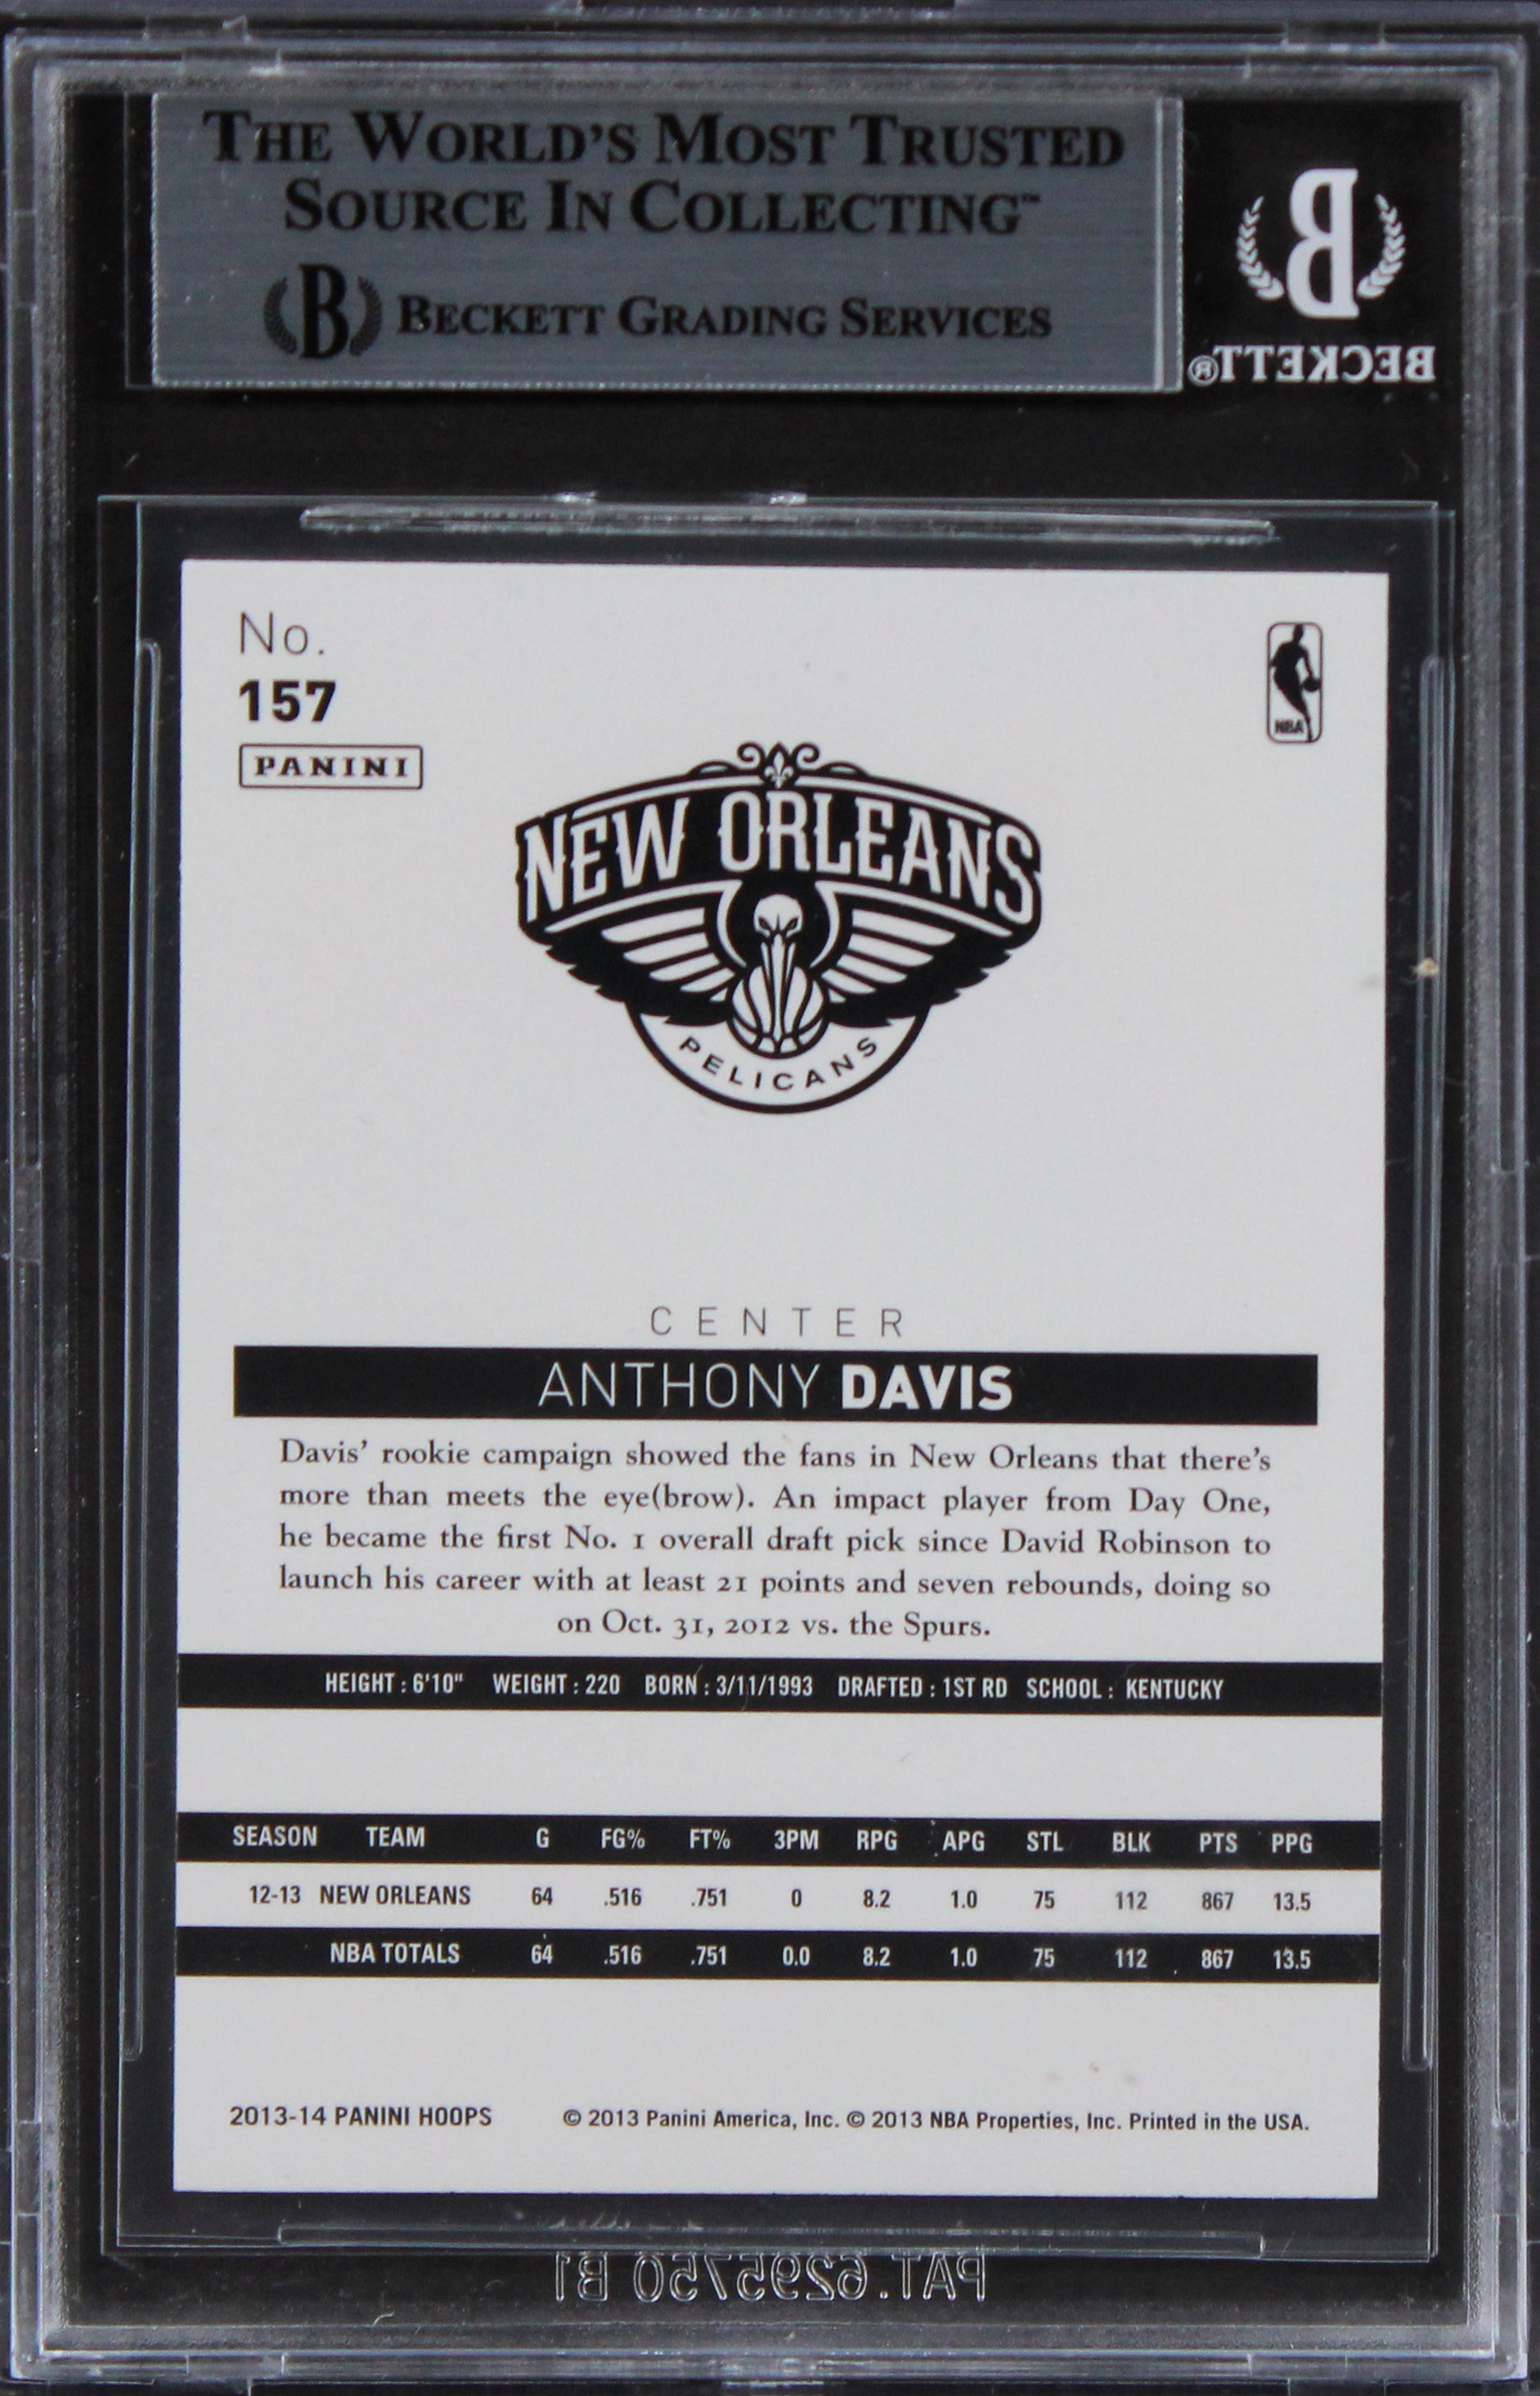 THE WORLD'S MOST TRUSTED
SOURCE IN COLLECTING™
B BECKETT GRADING SERVICES
B
BECKETT®
No.
157
PANINI
NBA
NEW ORLEANS
PELICANS
CENTER
ANTHONY DAVIS
Davis' rookie campaign showed the fans in New Orleans that there's
more than meets the eye(brow). An impact player from Day One,
he became the first No. 1 overall draft pick since David Robinson to
launch his career with at least 21 points and seven rebounds, doing so
on Oct. 31, 2012 vs. the Spurs.
HEIGHT : 6'10" WEIGHT : 220 BORN : 3/11/1993 DRAFTED : 1ST RD SCHOOL : KENTUCKY
SEASON TEAM G FG% FT% 3PM RPG APG STL BLK PTS PPG
12-13 NEW ORLEANS 64 .516 .751 0 8.2 1.0 75 112 867 13.5
NBA TOTALS 64 .516 .751 0.0 8.2 1.0 75 112 867 13.5
2013-14 PANINI HOOPS © 2013 Panini America, Inc. © 2013 NBA Properties, Inc. Printed in the USA.
PAT. 6295750 B1